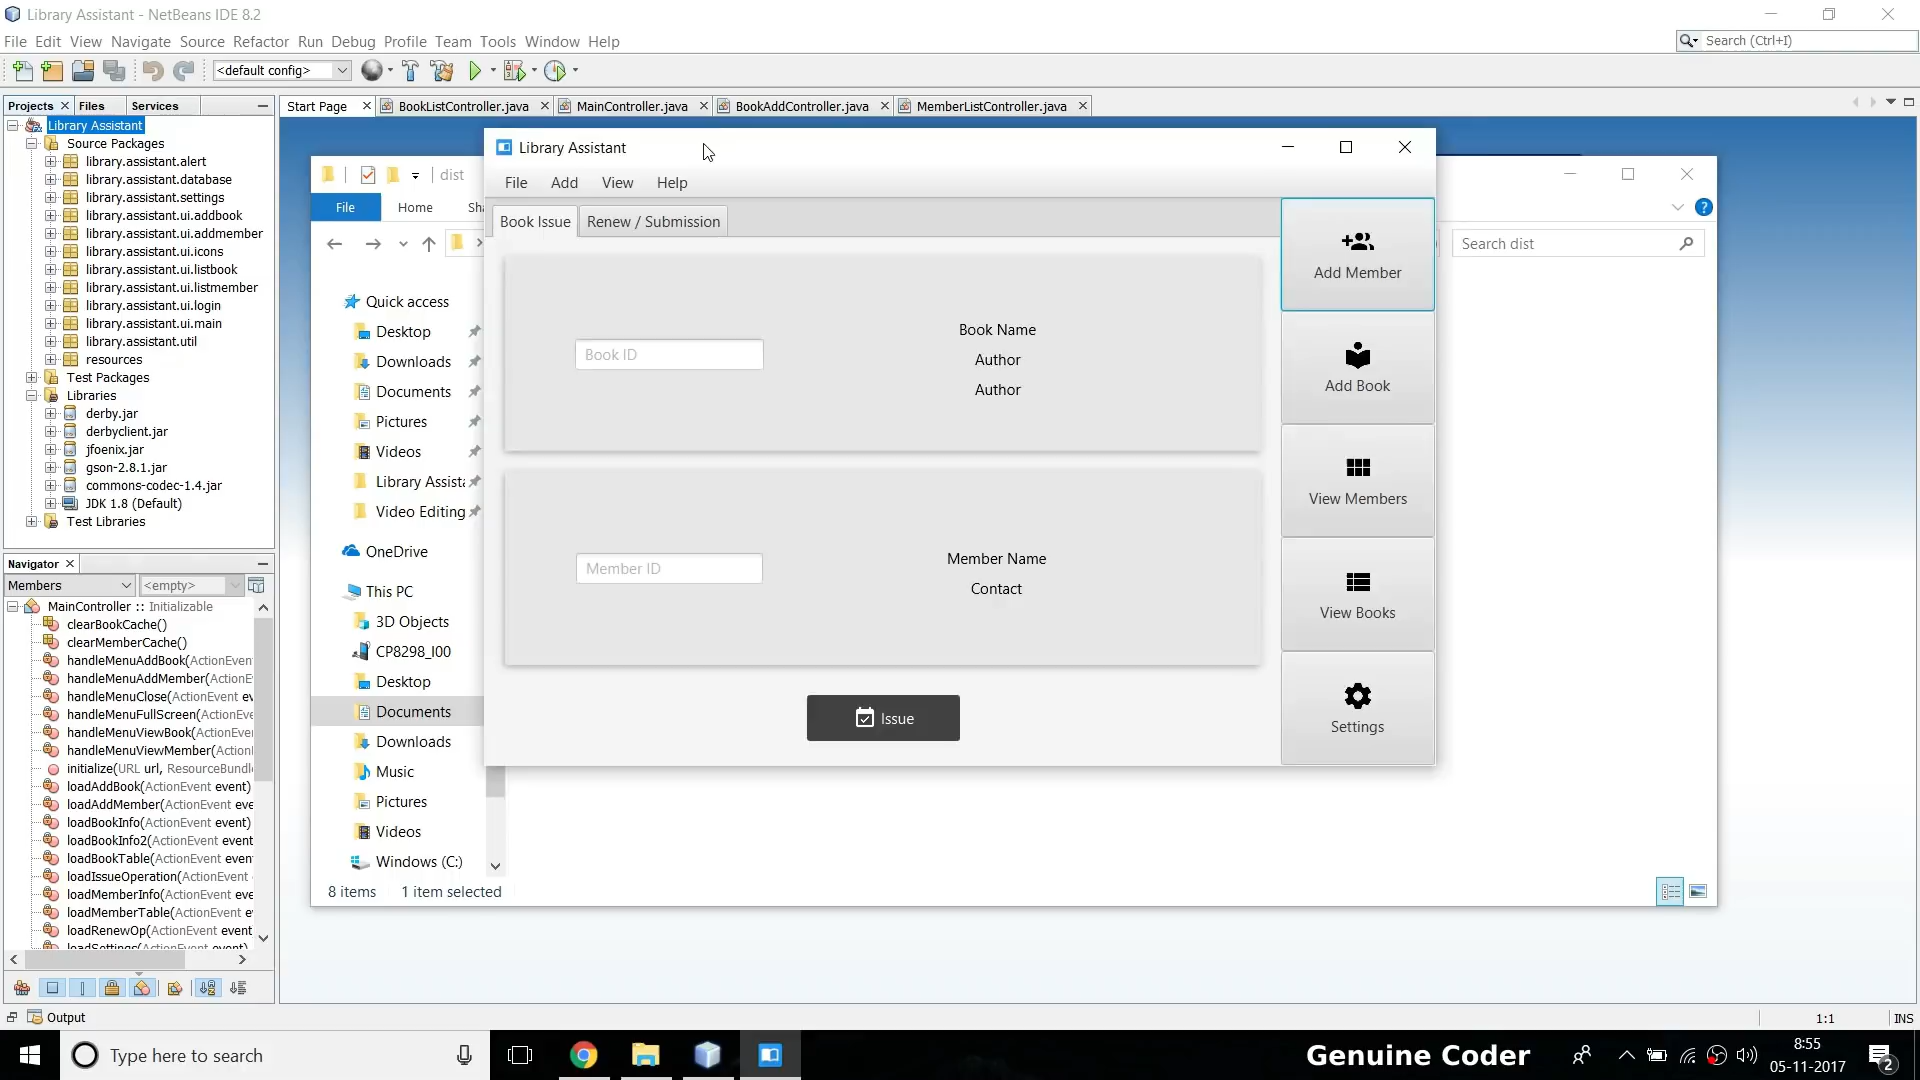 Library Assistant - NetBeans IDE 8.2
File Edit View Navigate Source Refactor Run Debug Profile Team Tools Window Help
Search (Ctrl+I)
<default config>
Projects Files Services
Start Page BookListController.java MainController.java BookAddController.java MemberListController.java
Library Assistant
Source Packages
library.assistant.alert
library.assistant.database
library.assistant.settings
library.assistant.ui.addbook
library.assistant.ui.addmember
library.assistant.ui.icons
library.assistant.ui.listbook
library.assistant.ui.listmember
library.assistant.ui.login
library.assistant.ui.main
library.assistant.util
resources
Test Packages
Libraries
derby.jar
derbyclient.jar
jfoenix.jar
gson-2.8.1.jar
commons-codec-1.4.jar
JDK 1.8 (Default)
Test Libraries
Navigator
Members <empty>
MainController :: Initializable
clearBookCache()
clearMemberCache()
handleMenuAddBook(ActionEven
handleMenuAddMember(ActionE
handleMenuClose(ActionEvent ev
handleMenuFullScreen(ActionEve
handleMenuViewBook(ActionEve
handleMenuViewMember(Action
initialize(URL url, ResourceBundl
loadAddBook(ActionEvent event)
loadAddMember(ActionEvent eve
loadBookInfo(ActionEvent event)
loadBookInfo2(ActionEvent event
loadBookTable(ActionEvent even
loadIssueOperation(ActionEvent
loadMemberInfo(ActionEvent eve
loadMemberTable(ActionEvent e
loadRenewOp(ActionEvent event
loadSettings(ActionEvent event)
Output
dist
File Home Sha
Search dist
Quick access
Desktop
Downloads
Documents
Pictures
Videos
Library Assista
Video Editing
OneDrive
This PC
3D Objects
CP8298_I00
Desktop
Documents
Downloads
Music
Pictures
Videos
Windows (C:)
8 items 1 item selected
Library Assistant
File Add View Help
Book Issue Renew / Submission
Book ID
Book Name
Author
Author
Member ID
Member Name
Contact
Issue
Add Member
Add Book
View Members
View Books
Settings
1:1 INS
Type here to search
Genuine Coder
8:55
05-11-2017
2